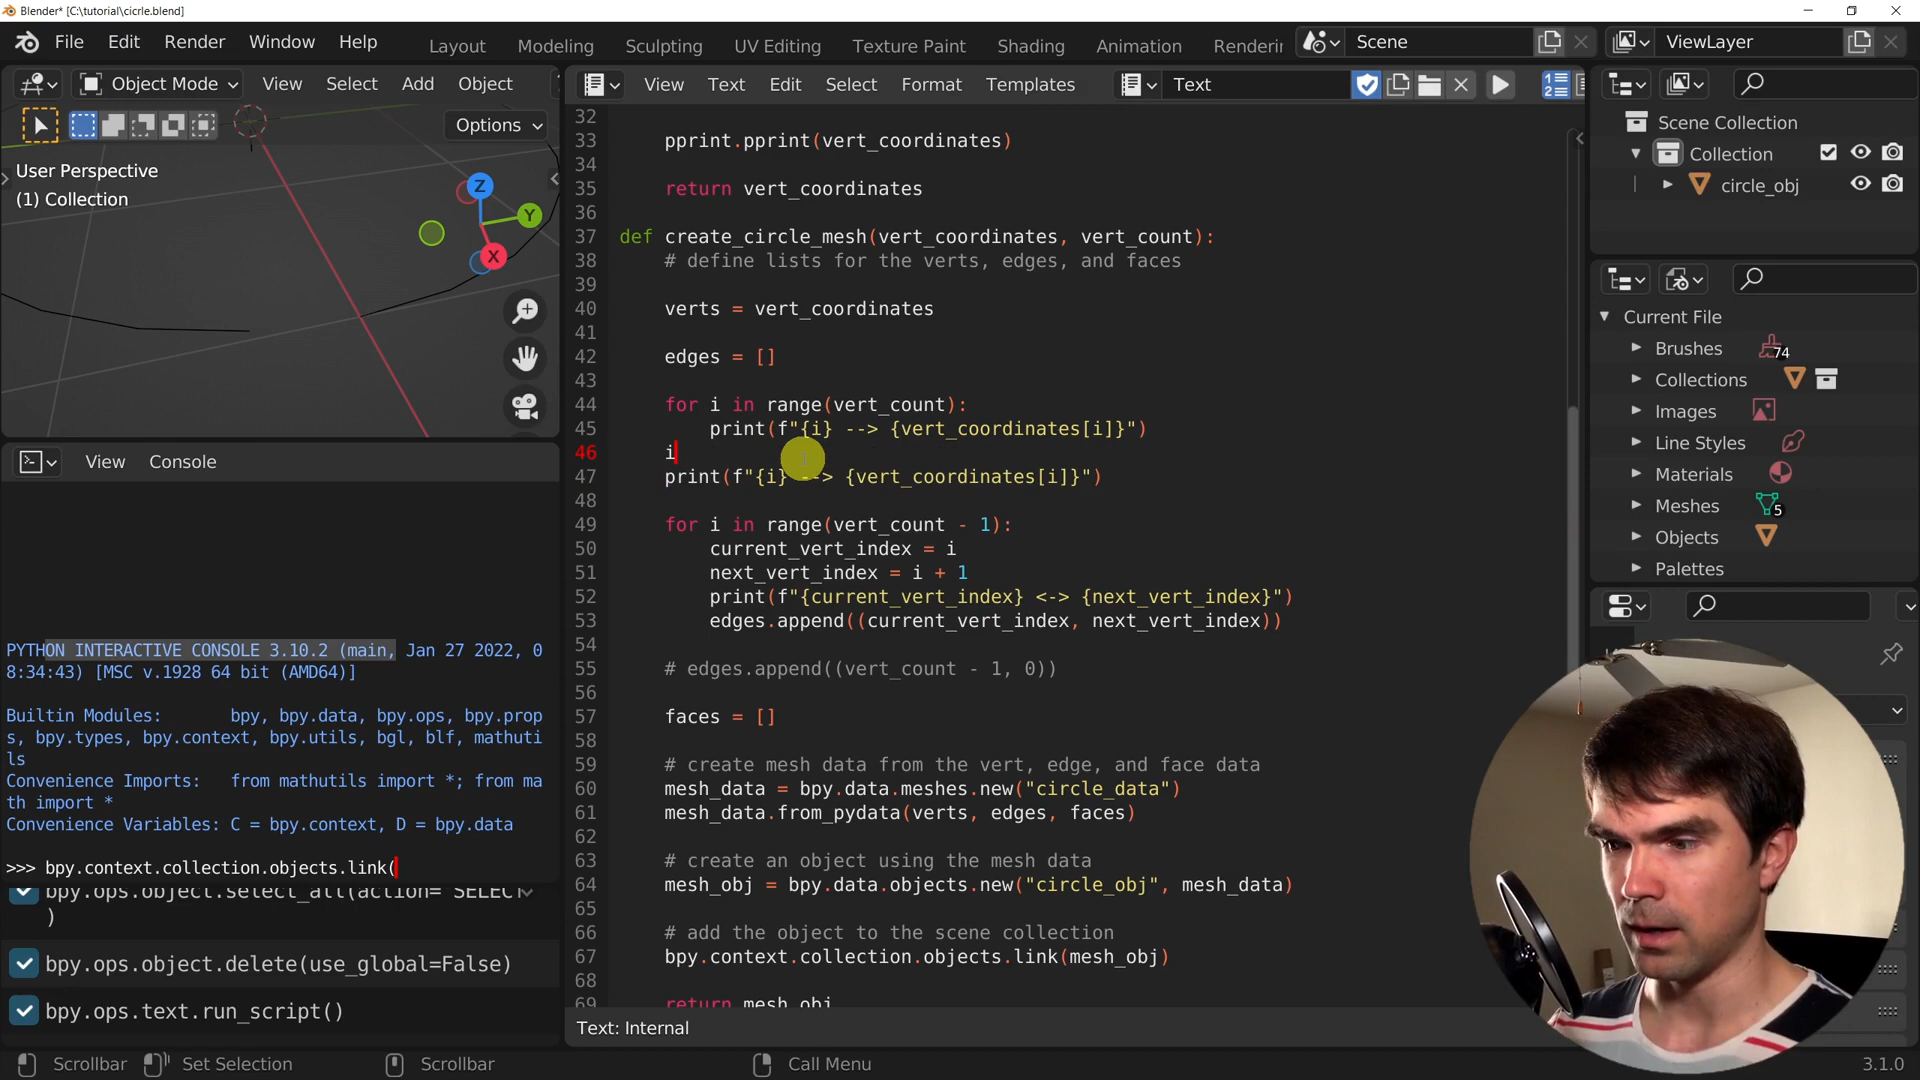 Blender* [C:\tutorial\cicrle.blend]
File Edit Render Window Help
Layout Modeling Sculpting UV Editing Texture Paint Shading Animation Renderin
Scene
ViewLayer
Object Mode View Select Add Object
Options
User Perspective
(1) Collection
Z
Y
X
View Console
PYTHON INTERACTIVE CONSOLE 3.10.2 (main, Jan 27 2022, 0
8:34:43) [MSC v.1928 64 bit (AMD64)]
Builtin Modules: bpy, bpy.data, bpy.ops, bpy.prop
s, bpy.types, bpy.context, bpy.utils, bgl, blf, mathuti
ls
Convenience Imports: from mathutils import *; from ma
th import *
Convenience Variables: C = bpy.context, D = bpy.data
>>> bpy.context.collection.objects.link(
bpy.ops.object.select_all(action=
)
bpy.ops.object.delete(use_global=False)
bpy.ops.text.run_script()
View Text Edit Select Format Templates
Text
32
33 pprint.pprint(vert_coordinates)
34
35 return vert_coordinates
36
37 def create_circle_mesh(vert_coordinates, vert_count):
38 # define lists for the verts, edges, and faces
39
40 verts = vert_coordinates
41
42 edges = []
43
44 for i in range(vert_count):
45 print(f"{i} --> {vert_coordinates[i]}")
46 i
47 print(f"{i} --> {vert_coordinates[i]}")
48
49 for i in range(vert_count - 1):
50 current_vert_index = i
51 next_vert_index = i + 1
52 print(f"{current_vert_index} <-> {next_vert_index}")
53 edges.append((current_vert_index, next_vert_index))
54
55 # edges.append((vert_count - 1, 0))
56
57 faces = []
58
59 # create mesh data from the vert, edge, and face data
60 mesh_data = bpy.data.meshes.new("circle_data")
61 mesh_data.from_pydata(verts, edges, faces)
62
63 # create an object using the mesh data
64 mesh_obj = bpy.data.objects.new("circle_obj", mesh_data)
65
66 # add the object to the scene collection
67 bpy.context.collection.objects.link(mesh_obj)
68
69 return mesh_obj
Text: Internal
Scene Collection
Collection
circle_obj
Current File
Brushes 74
Collections
Images
Line Styles
Materials
Meshes 5
Objects
Palettes
Scrollbar Set Selection Scrollbar Call Menu 3.1.0